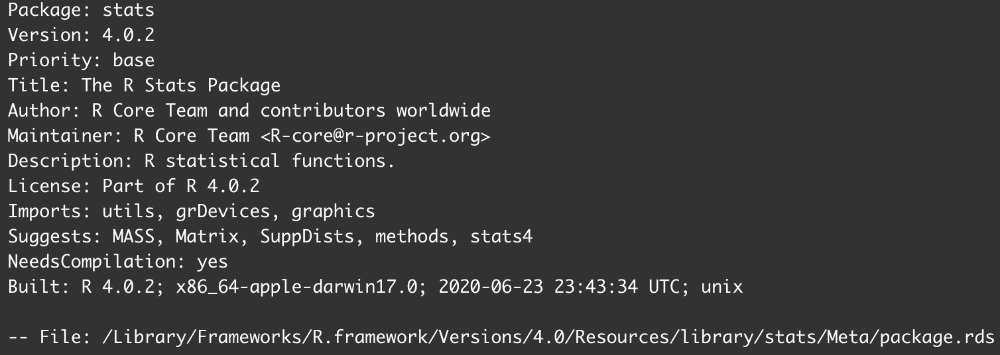 Package: stats
Version: 4.0.2
Priority: base
Title: The R Stats Package
Author: R Core Team and contributors worldwide
Maintainer: R Core Team <R-core@r-project.org>
Description: R statistical functions.
License: Part of R 4.0.2
Imports: utils, grDevices, graphics
Suggests: MASS, Matrix, SuppDists, methods, stats4
NeedsCompilation: yes
Built: R 4.0.2; x86_64-apple-darwin17.0; 2020-06-23 23:43:34 UTC; unix
-- File: /Library/Frameworks/R.framework/Versions/4.0/Resources/library/stats/Meta/package.rds